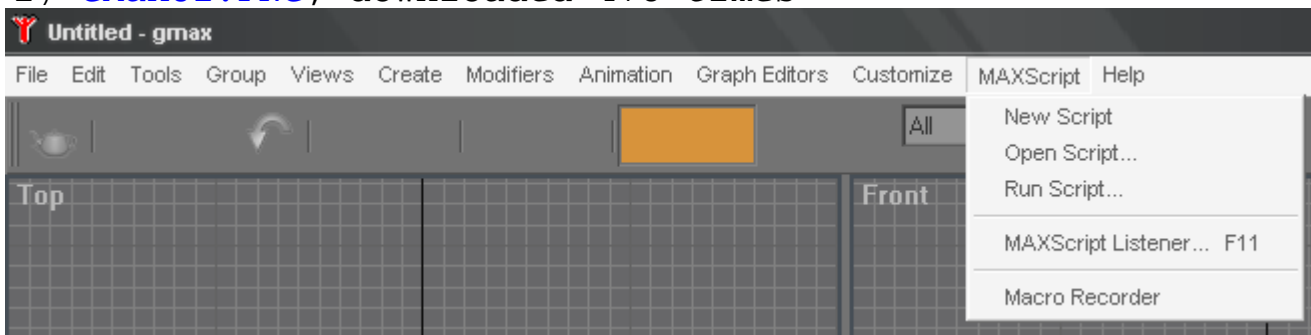 Untitled - gmax
File Edit Tools Group Views Create Modifiers Animation Graph Editors Customize MAXScript Help
All
New Script
Open Script...
Run Script...
MAXScript Listener... F11
Macro Recorder
Top
Front